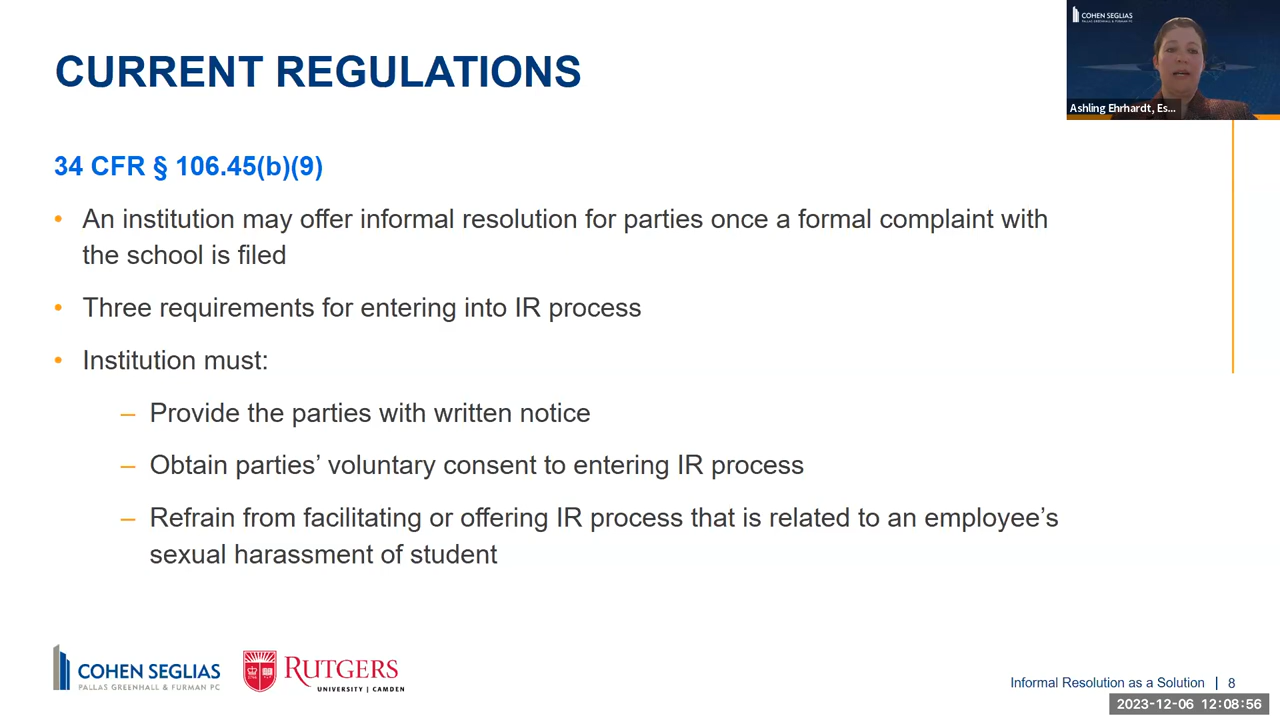 COHEN SEGLIAS
PALLAS GREENHALL & FURMAN PC
Ashling Ehrhardt, Es...
CURRENT REGULATIONS
34 CFR § 106.45(b)(9)
• An institution may offer informal resolution for parties once a formal complaint with
the school is filed
• Three requirements for entering into IR process
• Institution must:
– Provide the parties with written notice
– Obtain parties’ voluntary consent to entering IR process
– Refrain from facilitating or offering IR process that is related to an employee’s
sexual harassment of student
COHEN SEGLIAS
PALLAS GREENHALL & FURMAN PC
RUTGERS
UNIVERSITY | CAMDEN
Informal Resolution as a Solution | 8
2023-12-06 12:08:56